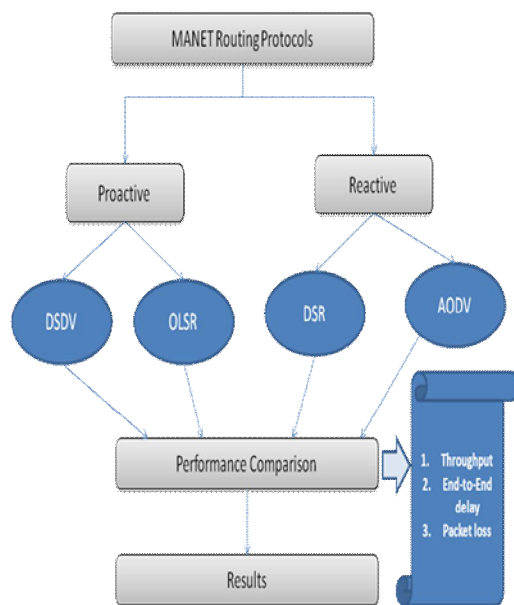 MANET Routing Protocols
Proactive
Reactive
DSDV
OLSR
DSR
AODV
Performance Comparison
1. Throughput
2. End-to-End
delay
3. Packet loss
Results